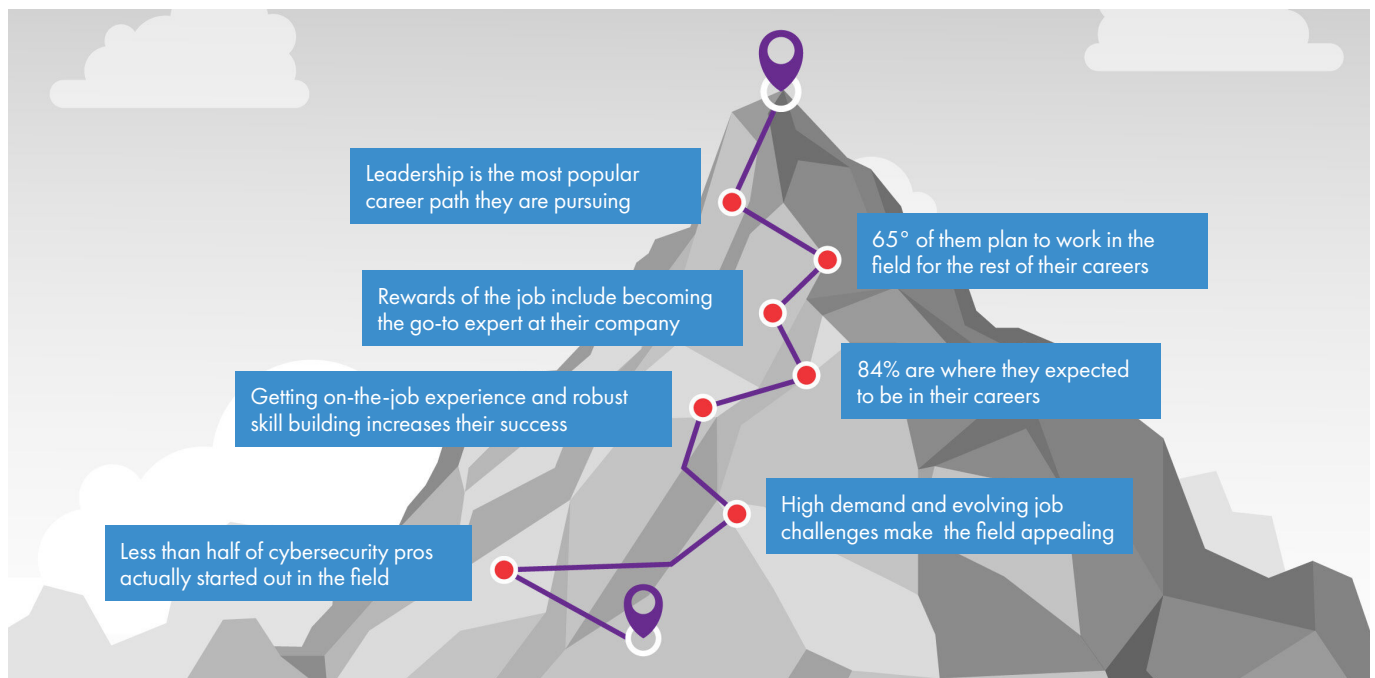 Leadership is the most popular
career path they are pursuing
65° of them plan to work in the
field for the rest of their careers
Rewards of the job include becoming
the go-to expert at their company
84% are where they expected
to be in their careers
Getting on-the-job experience and robust
skill building increases their success
High demand and evolving job
challenges make  the field appealing
Less than half of cybersecurity pros
actually started out in the field